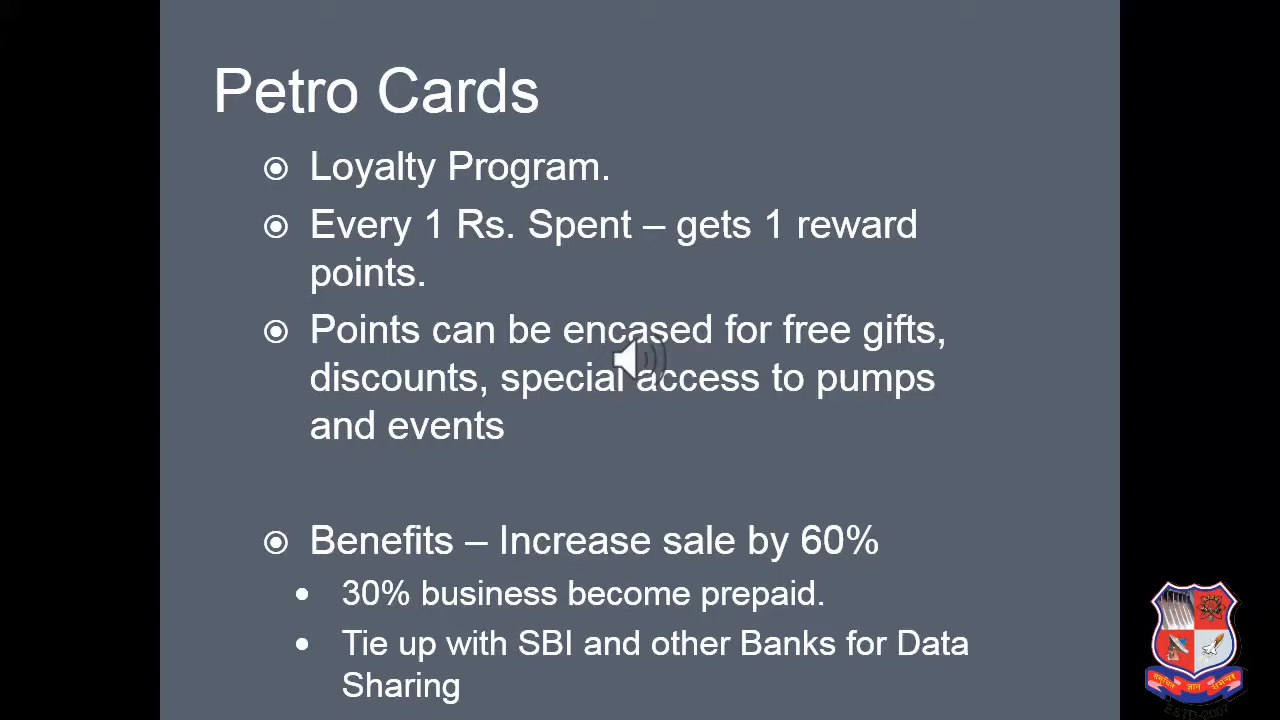 Petro Cards
Loyalty Program.
Every 1 Rs. Spent – gets 1 reward
points.
Points can be encased for free gifts,
discounts, special access to pumps
and events
Benefits – Increase sale by 60%
30% business become prepaid.
Tie up with SBI and other Banks for Data
Sharing
ज्ञान
ESTD-2007